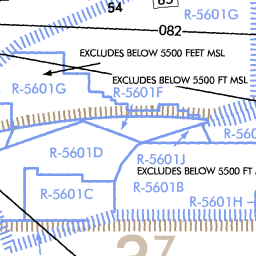 54
85
R-5601G
082
EXCLUDES BELOW 5500 FEET MSL
EXCLUDES BELOW 5500 FT MSL
R-5601G
R-5601F
R-560
R-5601D
R-5601J
EXCLUDES BELOW 5500 FT
R-5601C
R-5601B
R-5601H
37